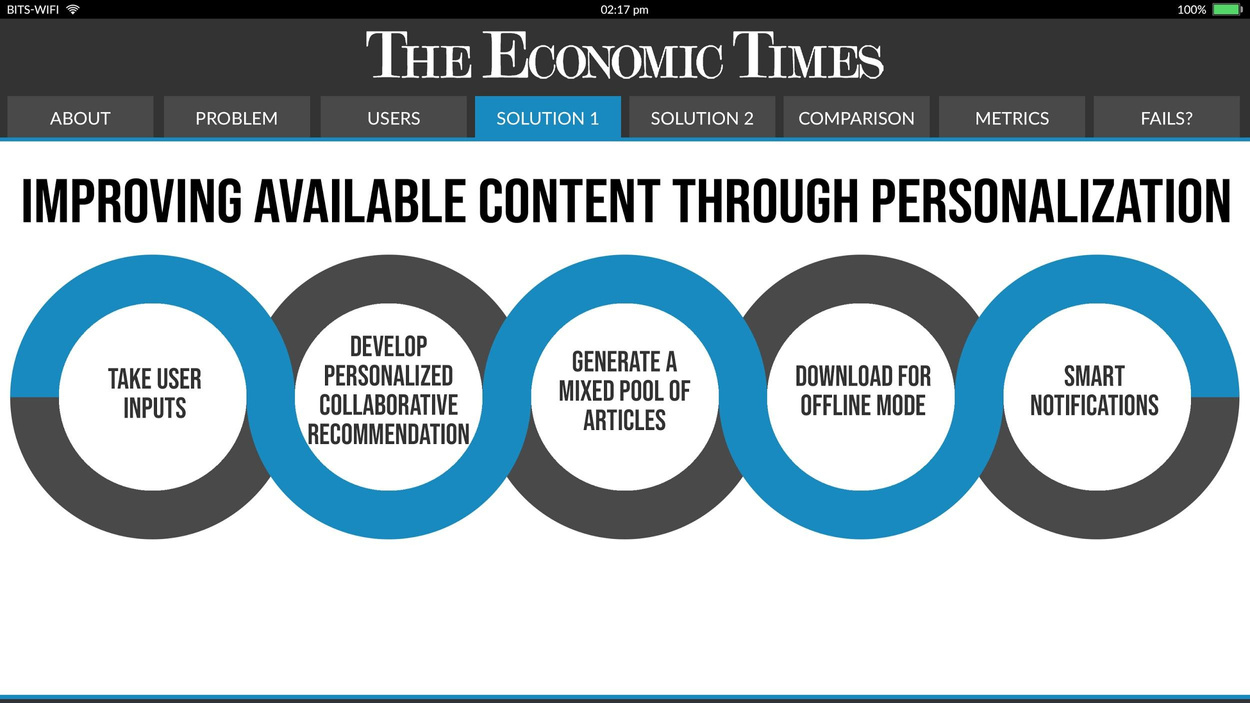 BITS-WIFI 02:17 pm 100%
THE ECONOMIC TIMES
ABOUT PROBLEM USERS SOLUTION 1 SOLUTION 2 COMPARISON METRICS FAILS?
IMPROVING AVAILABLE CONTENT THROUGH PERSONALIZATION
TAKE USER
INPUTS
DEVELOP
PERSONALIZED
COLLABORATIVE
RECOMMENDATION
GENERATE A
MIXED POOL OF
ARTICLES
DOWNLOAD FOR
OFFLINE MODE
SMART
NOTIFICATIONS